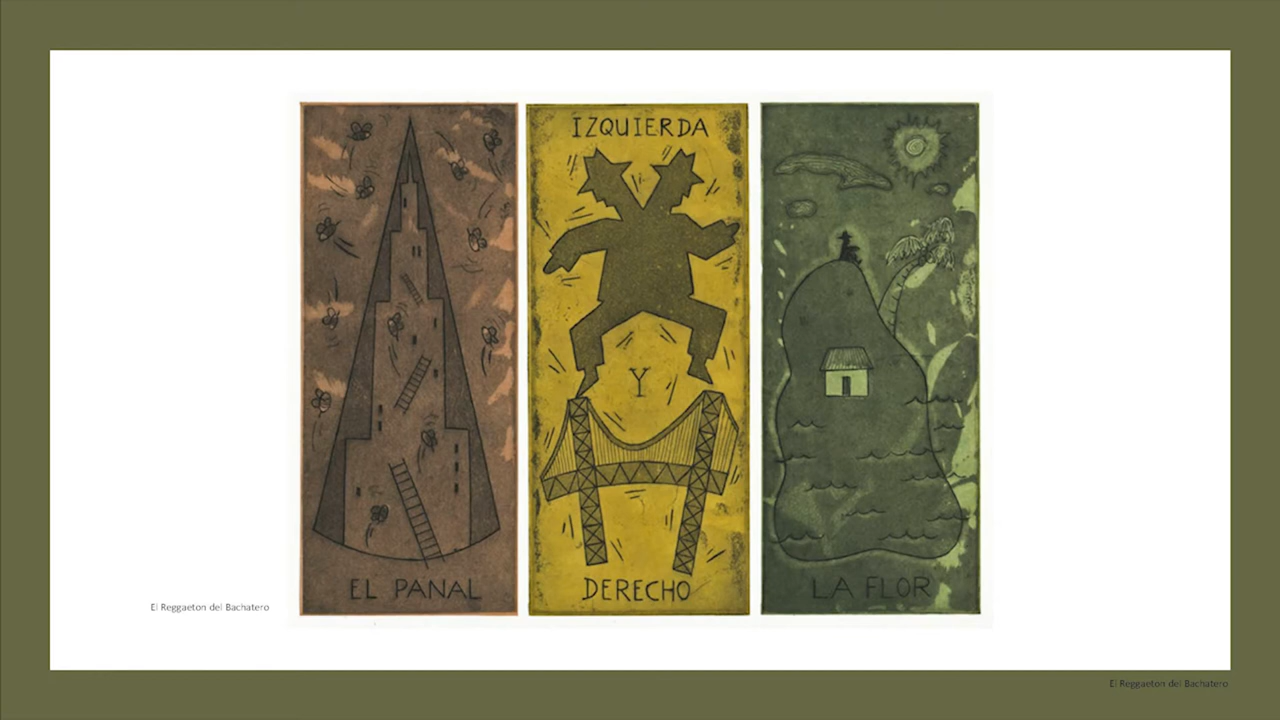 EL PANAL
IZQUIERDA
Y
DERECHO
LA FLOR
El Reggaeton del Bachatero
El Reggaeton del Bachatero